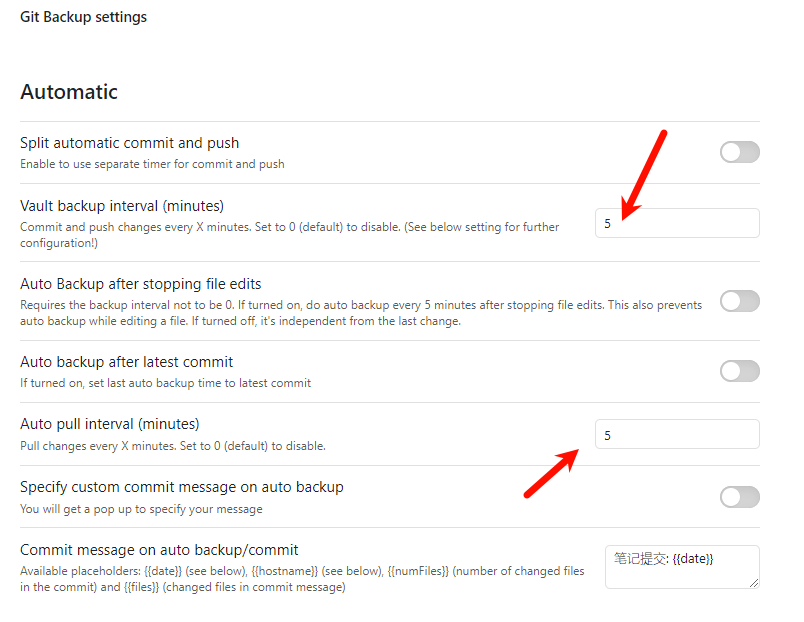 Git Backup settings
Automatic
Split automatic commit and push
Enable to use separate timer for commit and push
Vault backup interval (minutes)
Commit and push changes every X minutes. Set to 0 (default) to disable. (See below setting for further
configuration!)
5
Auto Backup after stopping file edits
Requires the backup interval not to be 0. If turned on, do auto backup every 5 minutes after stopping file edits. This also prevents
auto backup while editing a file. If turned off, it's independent from the last change.
Auto backup after latest commit
If turned on, set last auto backup time to latest commit
Auto pull interval (minutes)
Pull changes every X minutes. Set to 0 (default) to disable.
5
Specify custom commit message on auto backup
You will get a pop up to specify your message
Commit message on auto backup/commit
Available placeholders: {{date}} (see below), {{hostname}} (see below), {{numFiles}} (number of changed files
in the commit) and {{files}} (changed files in commit message)
笔记提交: {{date}}